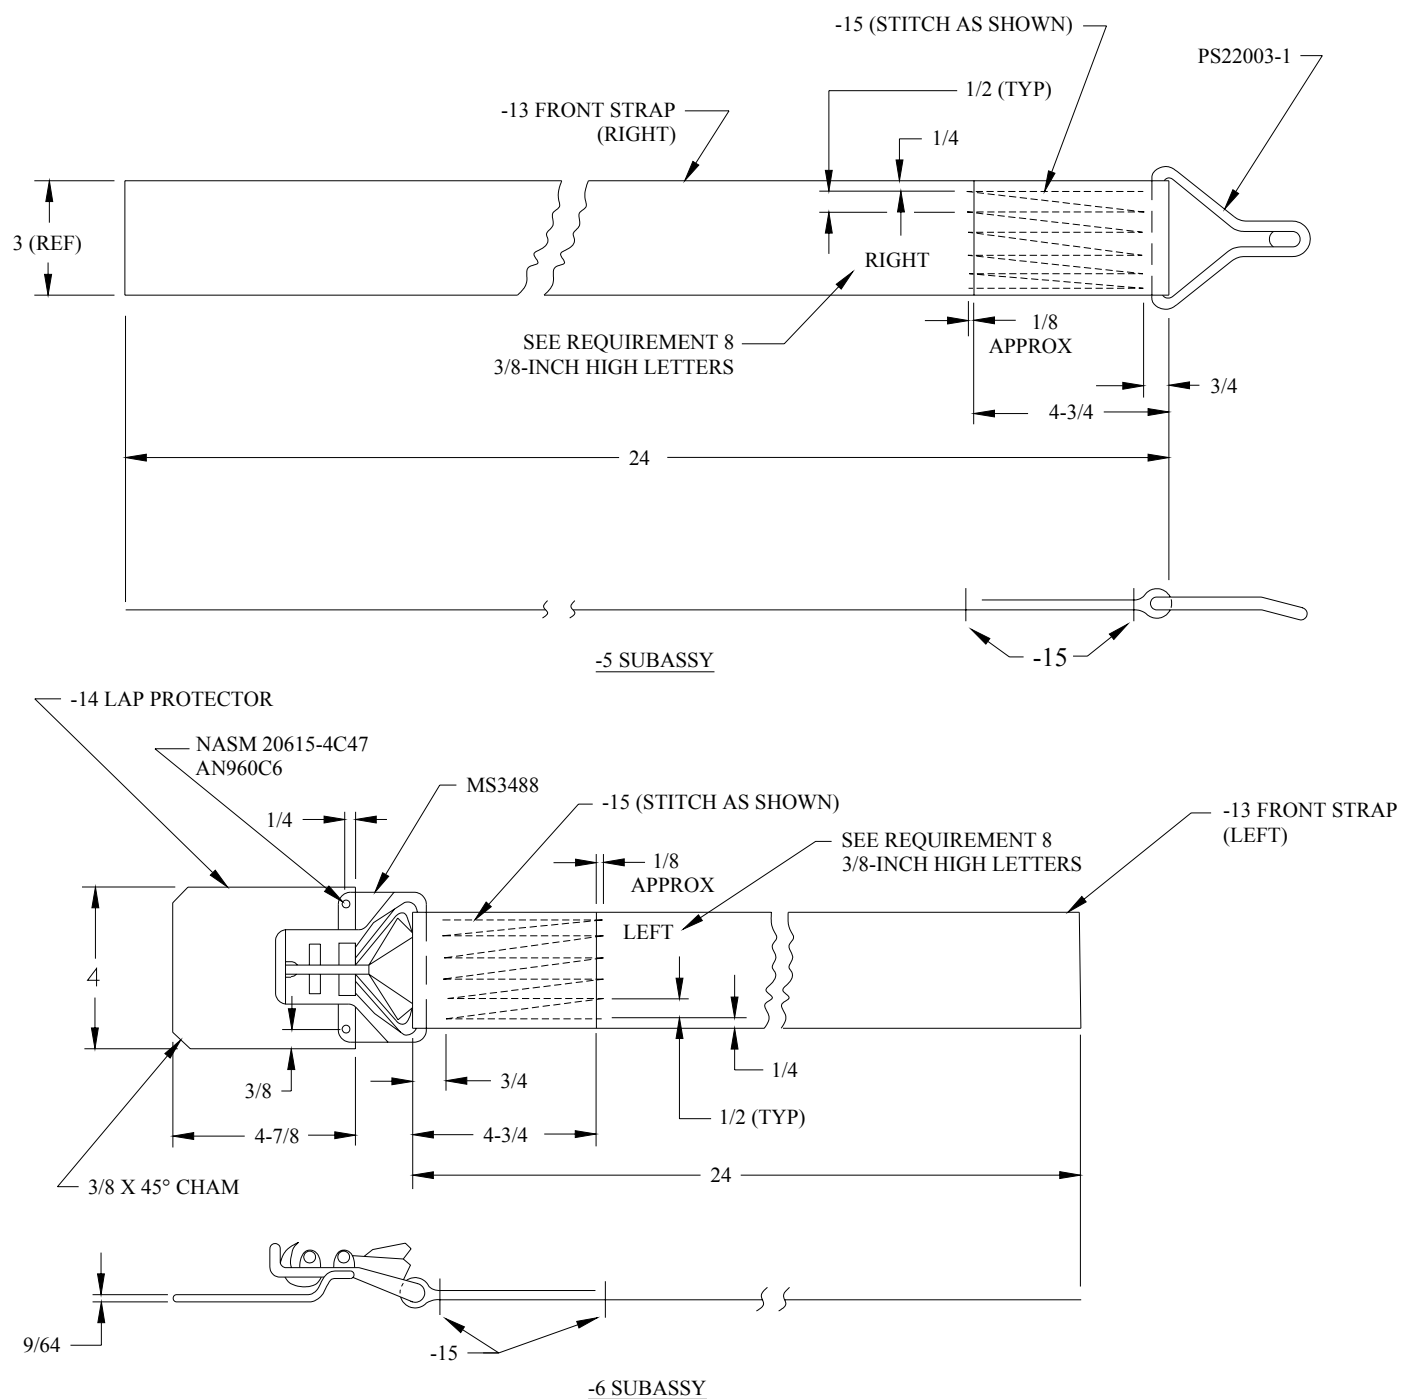 -15 (STITCH AS SHOWN)
PS22003-1
1/2 (TYP)
-13 FRONT STRAP
(RIGHT)
1/4
3 (REF)
RIGHT
SEE REQUIREMENT 8
3/8-INCH HIGH LETTERS
1/8
APPROX
3/4
4-3/4
24
-15
-5 SUBASSY
-14 LAP PROTECTOR
NASM 20615-4C47
AN960C6
MS3488
-15 (STITCH AS SHOWN)
-13 FRONT STRAP
(LEFT)
1/4
SEE REQUIREMENT 8
3/8-INCH HIGH LETTERS
1/8
APPROX
LEFT
4
3/8
3/4
1/4
1/2 (TYP)
4-7/8
4-3/4
24
3/8 X 45° CHAM
9/64
-15
-6 SUBASSY